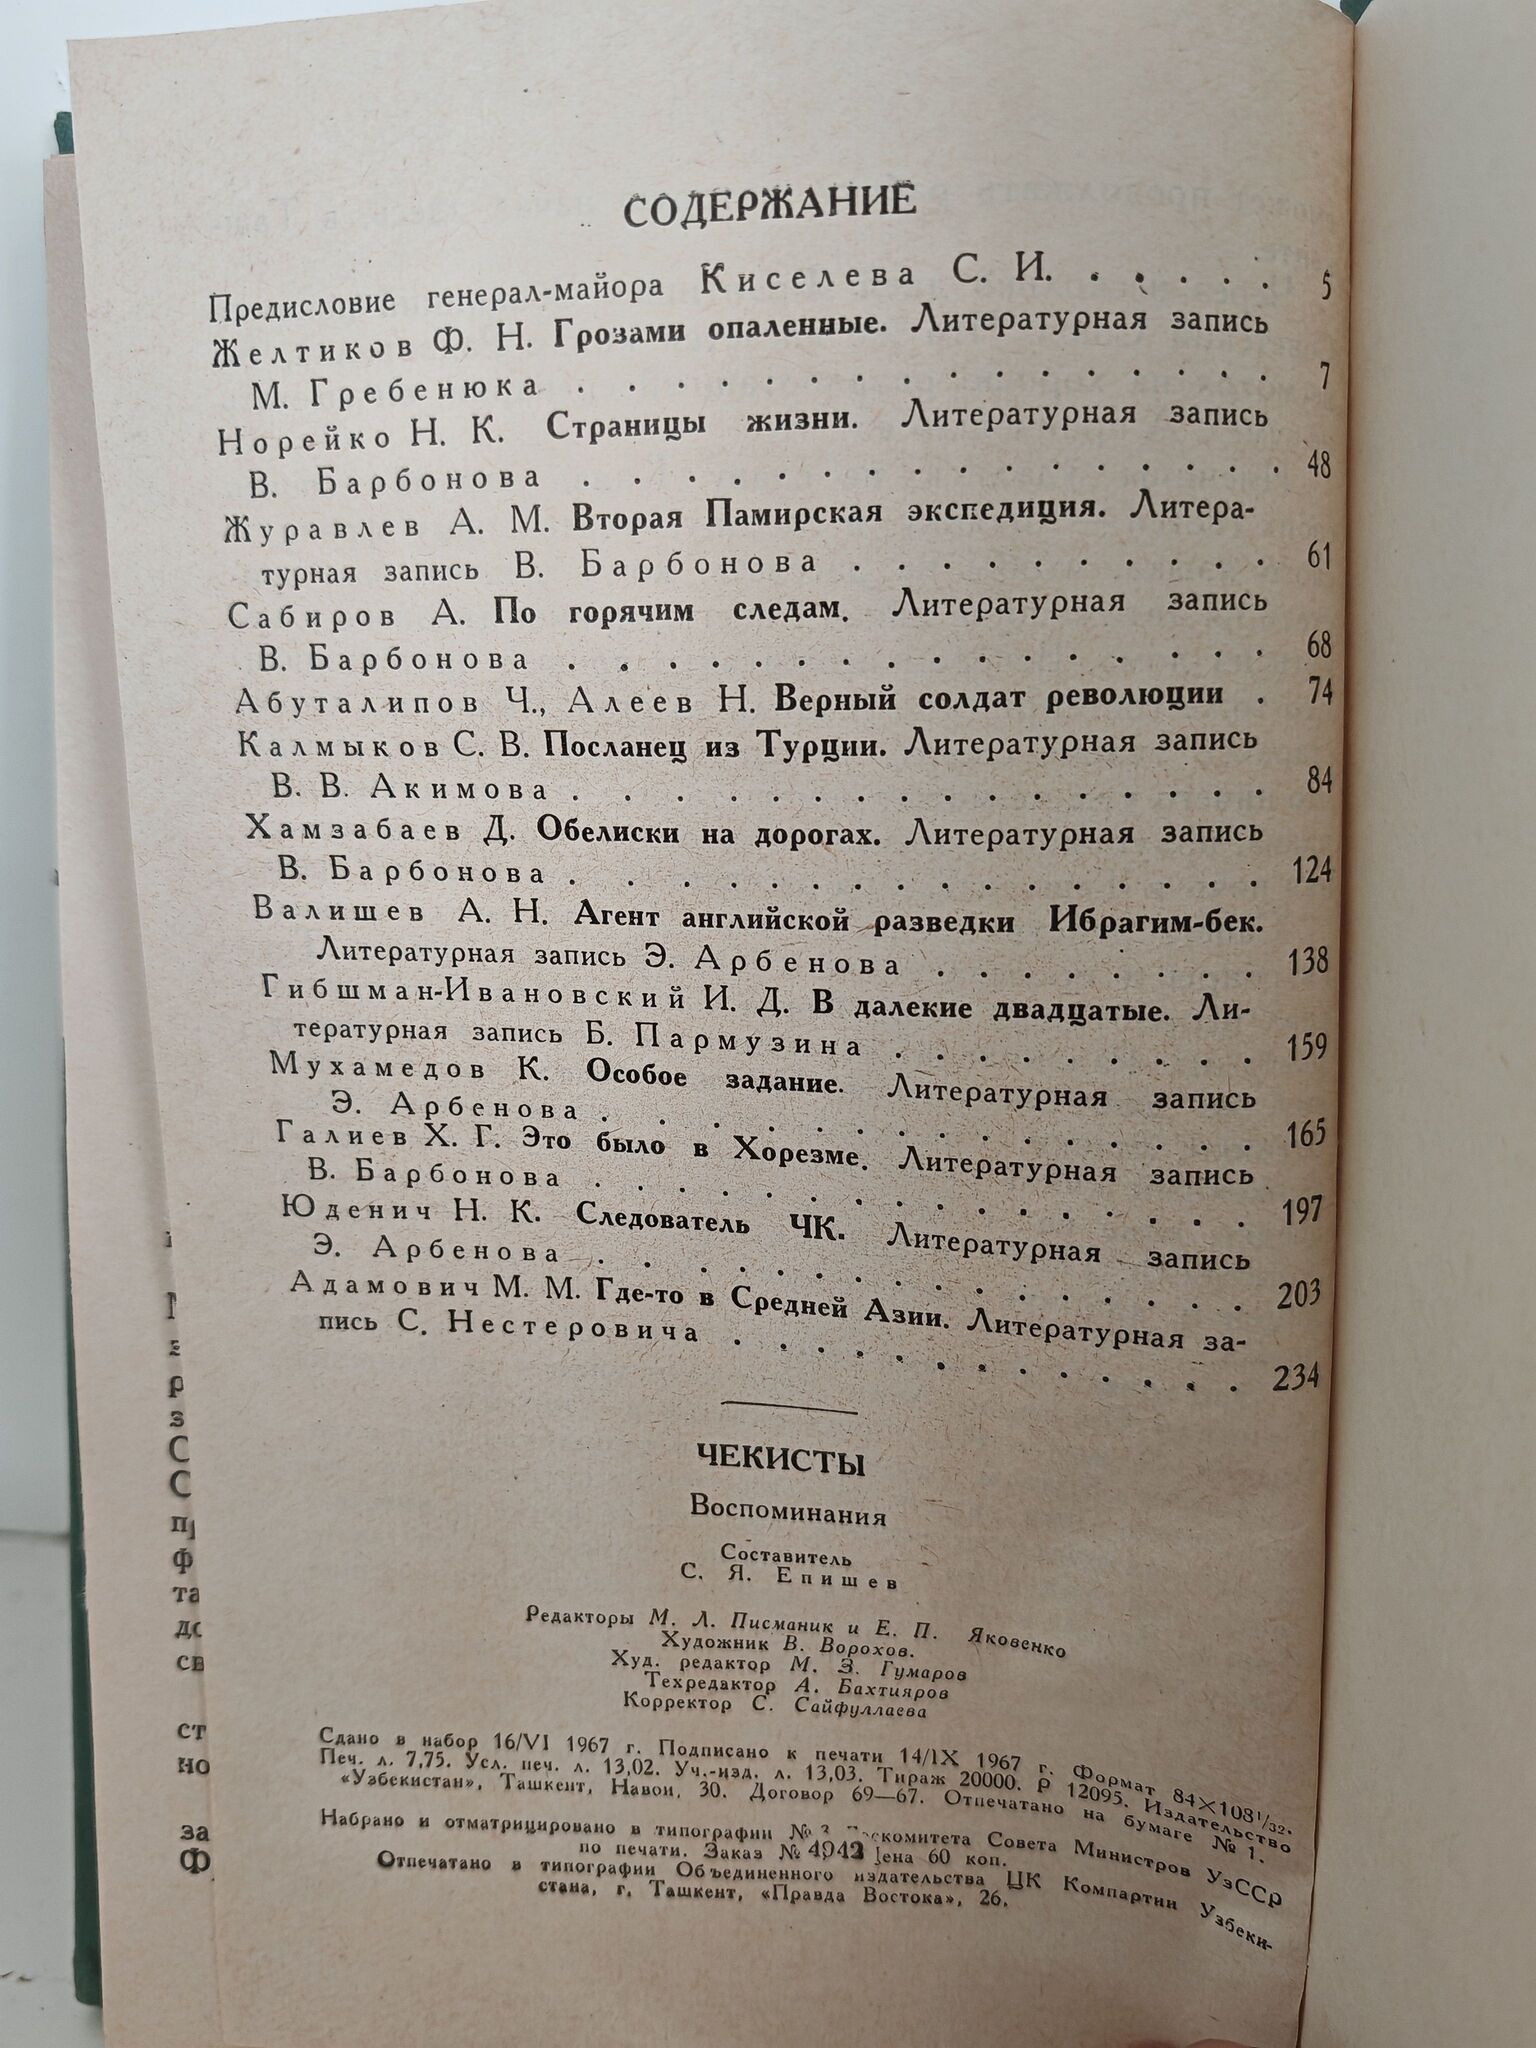 СОДЕРЖАНИЕ
Предисловие генерал-майора Киселева С. И. . . . . . 5
Желтиков Ф. Н. Грозами опаленные. Литературная запись
М. Гребенюка . . . . . . . . . . . . . . . 7
Норейко Н. К. Страницы жизни. Литературная запись
В. Барбонова . . . . . . . . . . . . . . . 48
Журавлев А. М. Вторая Памирская экспедиция. Литера-
турная запись В. Барбонова . . . . . . . . . . 61
Сабиров А. По горячим следам. Литературная запись
В. Барбонова . . . . . . . . . . . . . . . 68
Абуталипов Ч., Алеев Н. Верный солдат революции . 74
Калмыков С. В. Посланец из Турции. Литературная запись
В. В. Акимова . . . . . . . . . . . . . . . 84
Хамзабаев Д. Обелиски на дорогах. Литературная запись
В. Барбонова . . . . . . . . . . . . . . . 124
Валишев А. Н. Агент английской разведки Ибрагим-бек.
Литературная запись Э. Арбенова . . . . . . . . 138
Гибшман-Ивановский И. Д. В далекие двадцатые. Ли-
тературная запись Б. Пармузина . . . . . . . . . 159
Мухамедов К. Особое задание. Литературная запись
Э. Арбенова . . . . . . . . . . . . . . . 165
Галиев Х. Г. Это было в Хорезме. Литературная запись
В. Барбонова . . . . . . . . . . . . . . . 197
Юденич Н. К. Следователь ЧК. Литературная запись
Э. Арбенова . . . . . . . . . . . . . . . 203
Адамович М. М. Где-то в Средней Азии. Литературная за-
пись С. Нестеровича . . . . . . . . . . . . 234
ЧЕКИСТЫ
Воспоминания
Составитель
С. Я. Епишев
Редакторы М. Л. Писманик и Е. П. Яковенко
Художник В. Ворохов.
Худ. редактор М. З. Гумаров
Техредактор А. Бахтияров
Корректор С. Сайфуллаева
Сдано в набор 16/VI 1967 г. Подписано к печати 14/IX 1967 г. Формат 84×108¹/₃₂.
Печ. л. 7,75. Усл. печ. л. 13,02. Уч.-изд. л. 13,03. Тираж 20000. Р 12095. Издательство
«Узбекистан», Ташкент, Навои, 30. Договор 69—67. Отпечатано на бумаге № 1.
Набрано и отматрицировано в типографии № 3 Госкомитета Совета Министров УзССР
по печати. Заказ № 4942 Цена 60 коп.
Отпечатано в типографии Объединенного издательства ЦК Компартии Узбеки-
стана, г. Ташкент, «Правда Востока», 26.